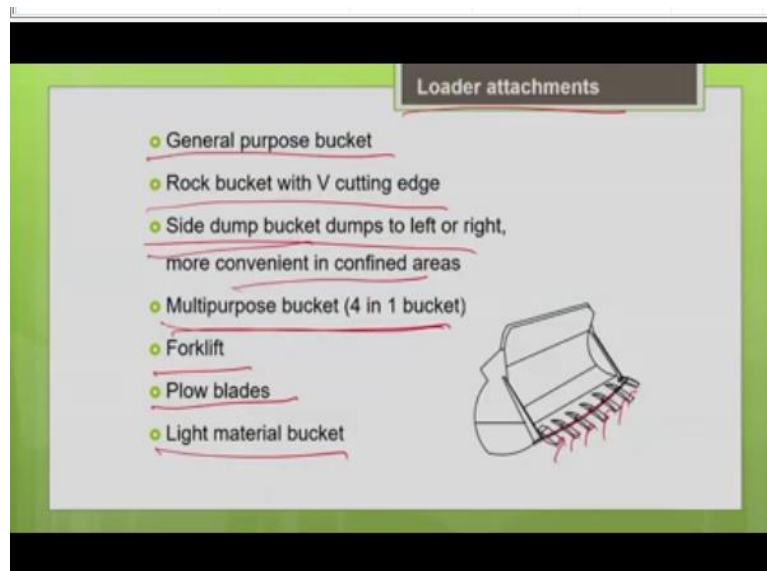 Loader attachments
General purpose bucket
Rock bucket with V cutting edge
Side dump bucket dumps to left or right,
more convenient in confined areas
Multipurpose bucket (4 in 1 bucket)
Forklift
Plow blades
Light material bucket